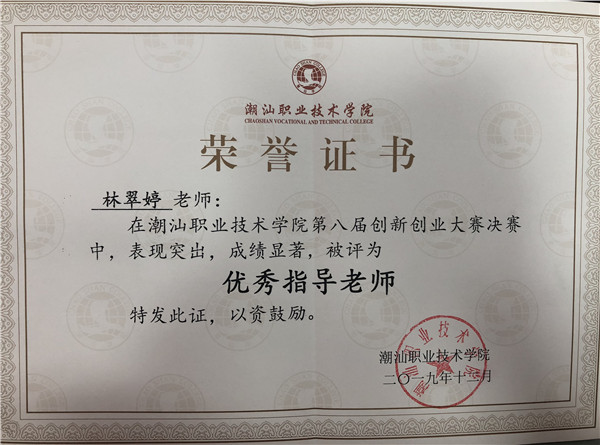 潮汕职业技术学院
CHAOSHAN VOCATIONAL AND TECHNICAL COLLEGE
荣誉证书
林翠婷 老师：
在潮汕职业技术学院第八届创新创业大赛决赛
中，表现突出，成绩显著，被评为
优秀指导老师
特发此证，以资鼓励。
潮汕职业技术学院
二〇一九年十二月